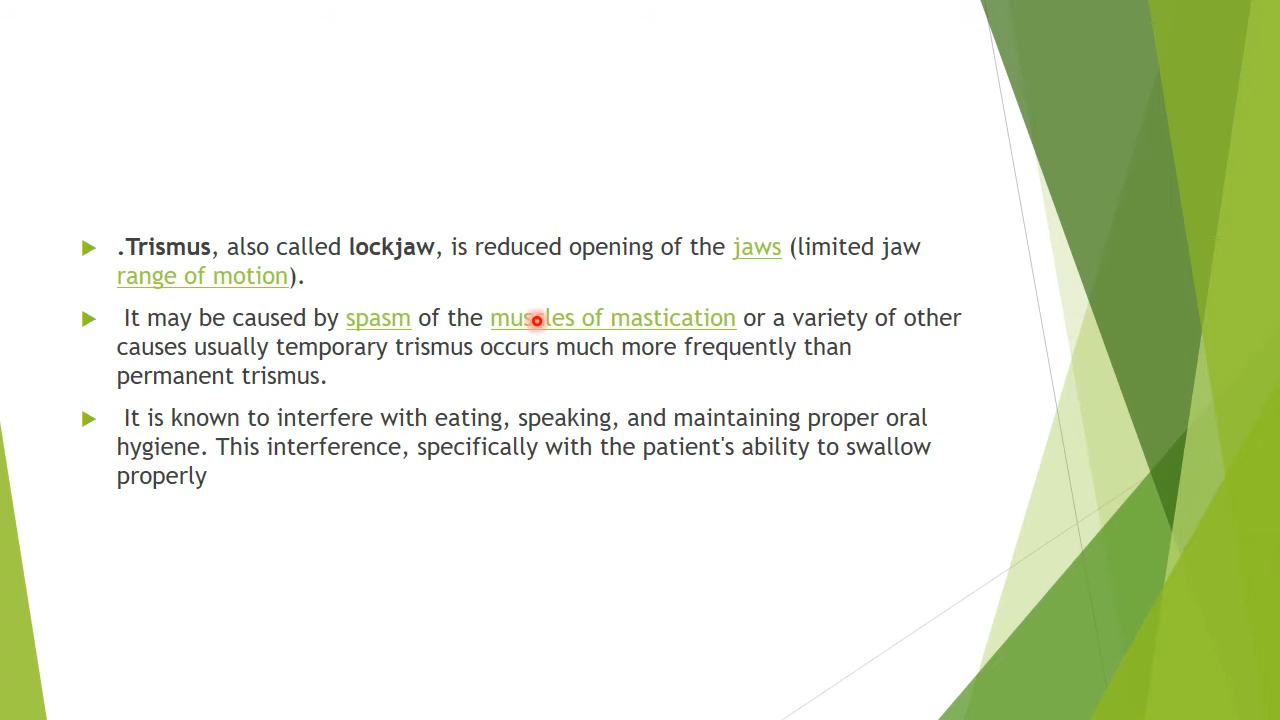 .Trismus, also called lockjaw, is reduced opening of the jaws (limited jaw
range of motion).
It may be caused by spasm of the muscles of mastication or a variety of other
causes usually temporary trismus occurs much more frequently than
permanent trismus.
It is known to interfere with eating, speaking, and maintaining proper oral
hygiene. This interference, specifically with the patient's ability to swallow
properly